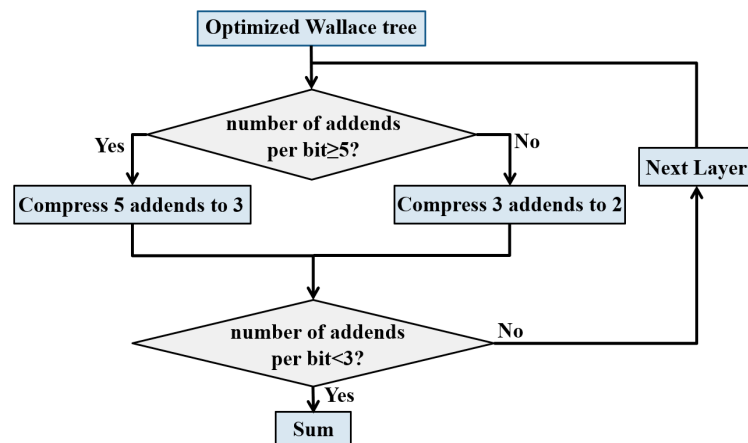 Optimized Wallace tree
number of addends
per bit≥5?
Yes
No
Next Layer
Compress 5 addends to 3
Compress 3 addends to 2
number of addends
per bit<3?
No
Yes
Sum